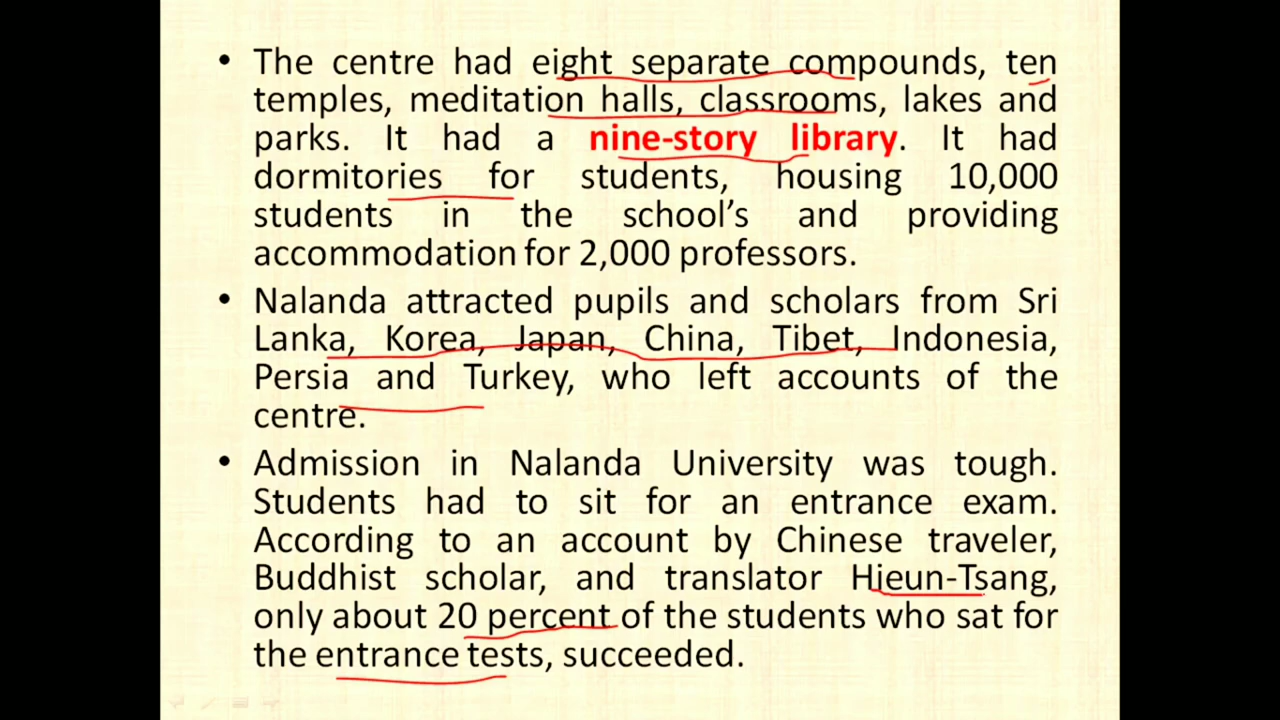 • The centre had eight separate compounds, ten
temples, meditation halls, classrooms, lakes and
parks. It had a nine-story library. It had
dormitories for students, housing 10,000
students in the school’s and providing
accommodation for 2,000 professors.
• Nalanda attracted pupils and scholars from Sri
Lanka, Korea, Japan, China, Tibet, Indonesia,
Persia and Turkey, who left accounts of the
centre.
• Admission in Nalanda University was tough.
Students had to sit for an entrance exam.
According to an account by Chinese traveler,
Buddhist scholar, and translator Hieun-Tsang,
only about 20 percent of the students who sat for
the entrance tests, succeeded.